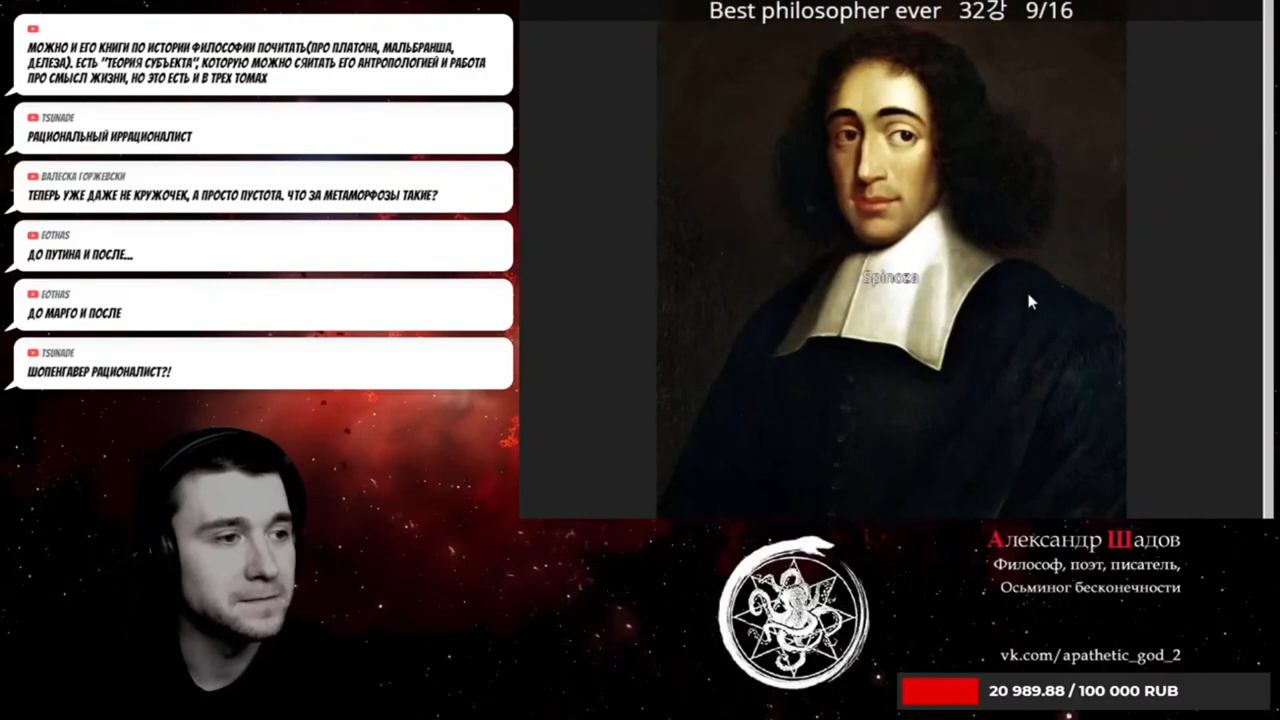 МОЖНО И ЕГО КНИГИ ПО ИСТОРИИ ФИЛОСОФИИ ПОЧИТАТЬ(ПРО ПЛАТОНА, МАЛЬБРАНША,
ДЕЛЕЗА). ЕСТЬ "ТЕОРИЯ СУБЪЕКТА", КОТОРУЮ МОЖНО СЯИТАТЬ ЕГО АНТРОПОЛОГИЕЙ И РАБОТА
ПРО СМЫСЛ ЖИЗНИ, НО ЭТО ЕСТЬ И В ТРЕХ ТОМАХ
TSUNADE
РАЦИОНАЛЬНЫЙ ИРРАЦИОНАЛИСТ
ВАЛЕСКА ГОРЖЕВСКИ
ТЕПЕРЬ УЖЕ ДАЖЕ НЕ КРУЖОЧЕК, А ПРОСТО ПУСТОТА. ЧТО ЗА МЕТАМОРФОЗЫ ТАКИЕ?
EOTHAS
ДО ПУТИНА И ПОСЛЕ...
EOTHAS
ДО МАРГО И ПОСЛЕ
TSUNADE
ШОПЕНГАВЕР РАЦИОНАЛИСТ?!
Best philosopher ever 32강 9/16
Spinoza
Александр Шадов
Философ, поэт, писатель,
Осьминог бесконечности
vk.com/apathetic_god_2
20 989.88 / 100 000 RUB